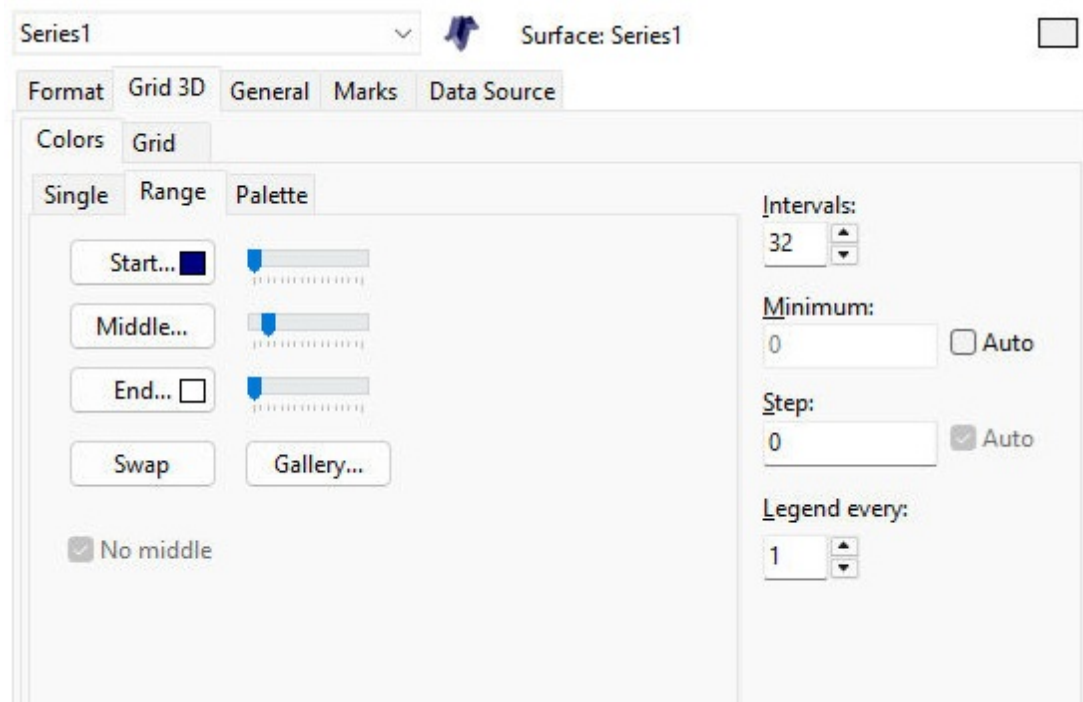 Series1 Surface: Series1
Format Grid 3D General Marks Data Source
Colors Grid
Single Range Palette
Start...
Middle...
End...
Swap Gallery...
No middle
Intervals:
32
Minimum:
0 Auto
Step:
0 Auto
Legend every:
1